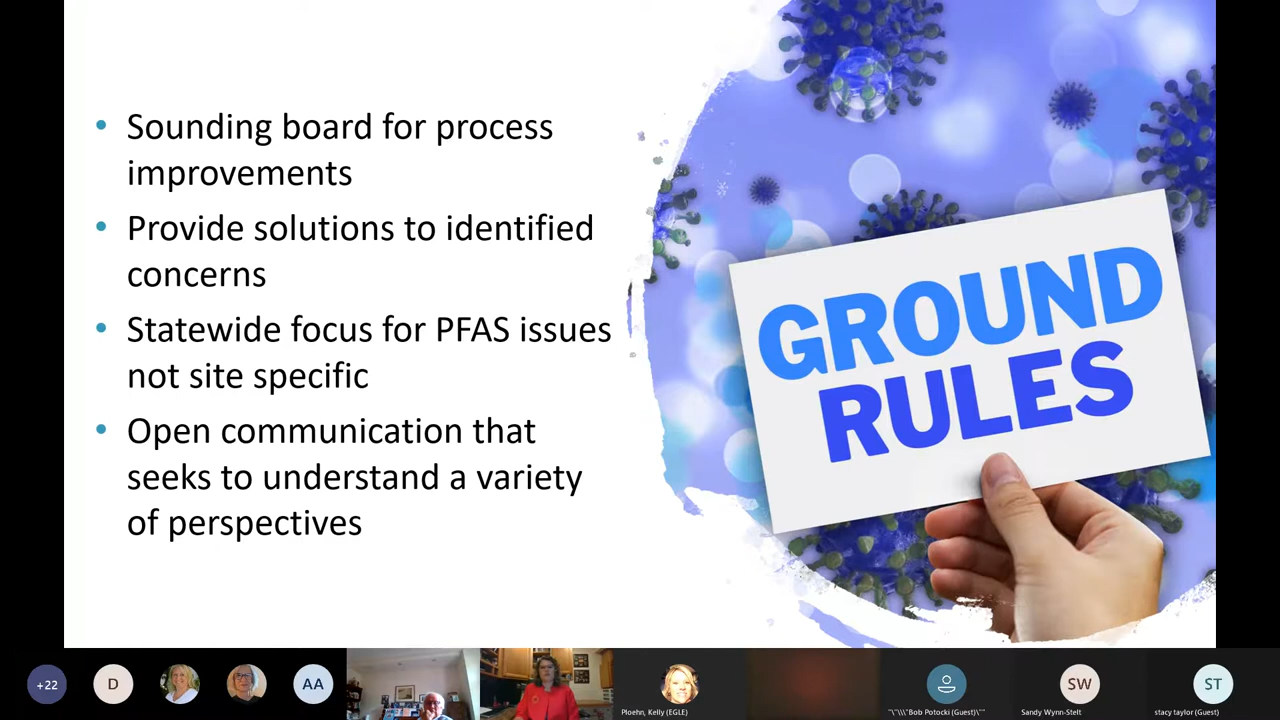 • Sounding board for process
improvements
• Provide solutions to identified
concerns
• Statewide focus for PFAS issues
not site specific
• Open communication that
seeks to understand a variety
of perspectives
GROUND
RULES
+22
D
AA
Ploehn, Kelly (EGLE)
"\"\\\"Bob Potocki (Guest)\""
SW
Sandy Wynn-Stelt
ST
stacy taylor (Guest)